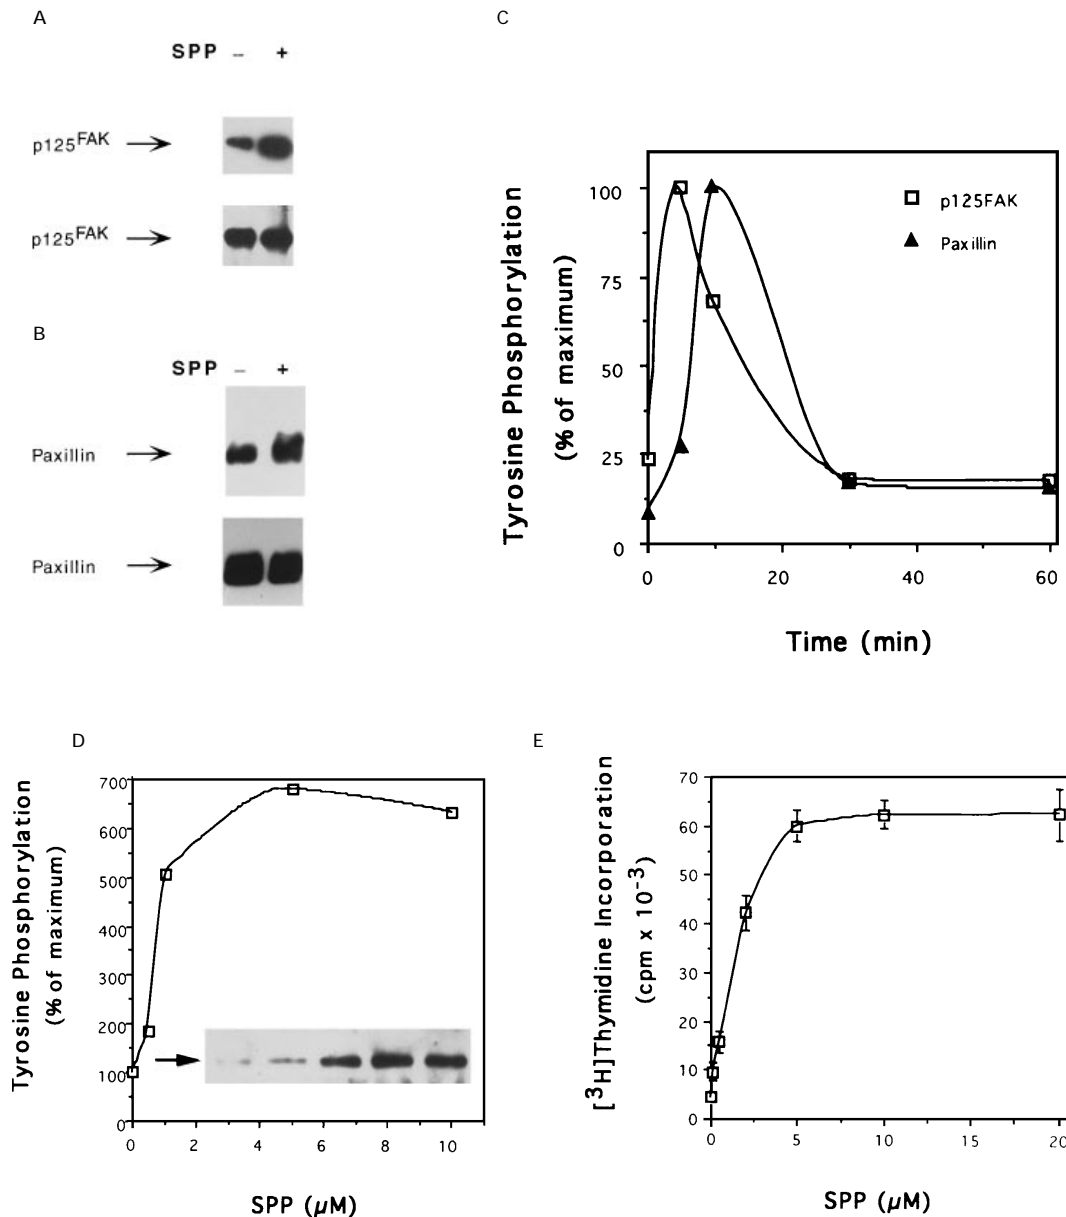 A
SPP – +
p125FAK
p125FAK
B
SPP – +
Paxillin
Paxillin
C
Tyrosine Phosphorylation
(% of maximum)
100
75
50
25
0
0 20 40 60
Time (min)
p125FAK
Paxillin
D
Tyrosine Phosphorylation
(% of maximum)
700
600
500
400
300
200
100
0
0 2 4 6 8 10
SPP (µM)
E
[3H]Thymidine Incorporation
(cpm x 10-3)
70
60
50
40
30
20
10
0
0 5 10 15 20
SPP (µM)